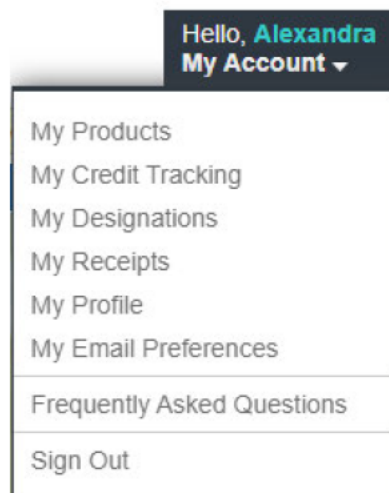 Hello, Alexandra
My Account
My Products
My Credit Tracking
My Designations
My Receipts
My Profile
My Email Preferences
Frequently Asked Questions
Sign Out